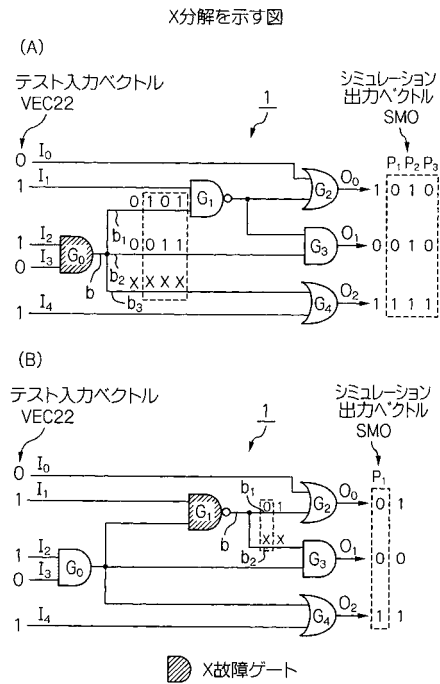 X分解を示す図
(A)
テスト入力ベクトル
VEC22
1
シミュレーション
出力ベクトル
SMO
P1 P2 P3
0 I0
1 I1
1 I2
0 I3
1 I4
G0
b
b1
b2
b3
0 1 0 1
0 0 1 1
X X X X
G1
G2
G3
G4
O0 1 0 1 0
O1 0 0 1 0
O2 1 1 1 1
(B)
テスト入力ベクトル
VEC22
1
シミュレーション
出力ベクトル
SMO
P1
0 I0
1 I1
1 I2
0 I3
1 I4
G0
G1
b
b1
0 1
X X
b2
G2
G3
G4
O0 0 1
O1 0 0
O2 1 1
X故障ゲート